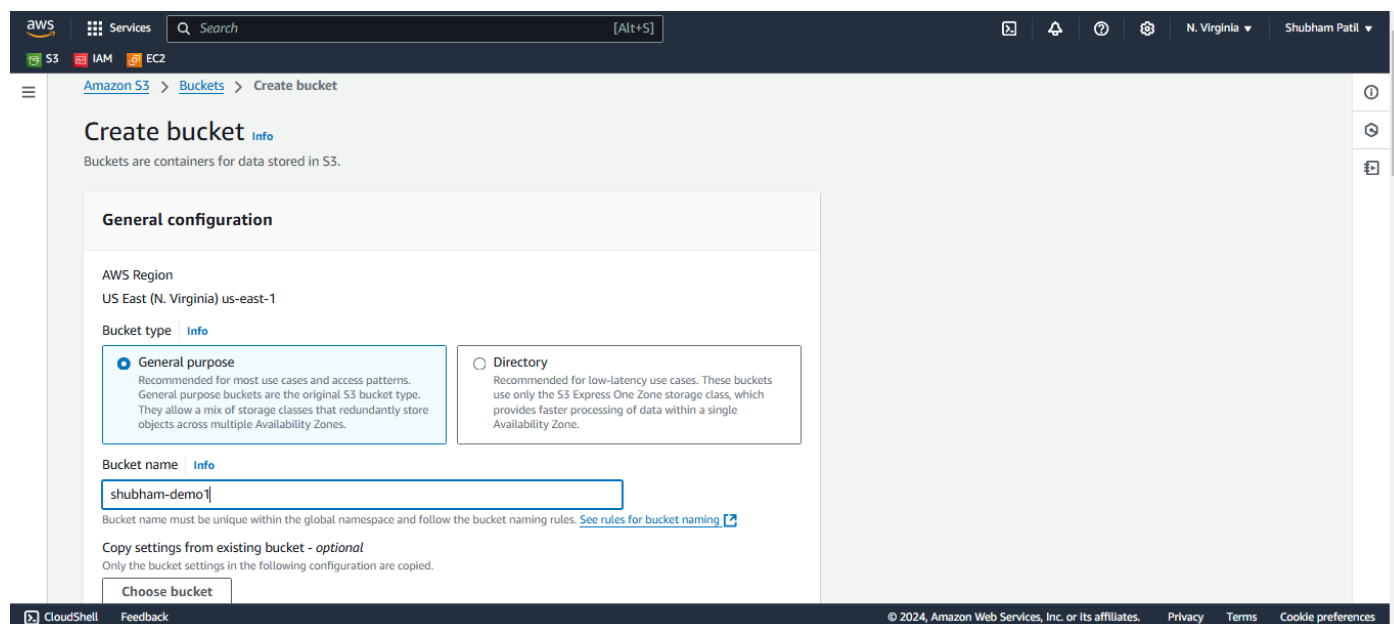 aws
Services
Search
[Alt+S]
N. Virginia
Shubham Patil
S3
IAM
EC2
Amazon S3 > Buckets > Create bucket
Create bucket Info
Buckets are containers for data stored in S3.
General configuration
AWS Region
US East (N. Virginia) us-east-1
Bucket type Info
General purpose
Recommended for most use cases and access patterns.
General purpose buckets are the original S3 bucket type.
They allow a mix of storage classes that redundantly store
objects across multiple Availability Zones.
Directory
Recommended for low-latency use cases. These buckets
use only the S3 Express One Zone storage class, which
provides faster processing of data within a single
Availability Zone.
Bucket name Info
shubham-demo1
Bucket name must be unique within the global namespace and follow the bucket naming rules. See rules for bucket naming
Copy settings from existing bucket - optional
Only the bucket settings in the following configuration are copied.
Choose bucket
CloudShell Feedback © 2024, Amazon Web Services, Inc. or its affiliates. Privacy Terms Cookie preferences